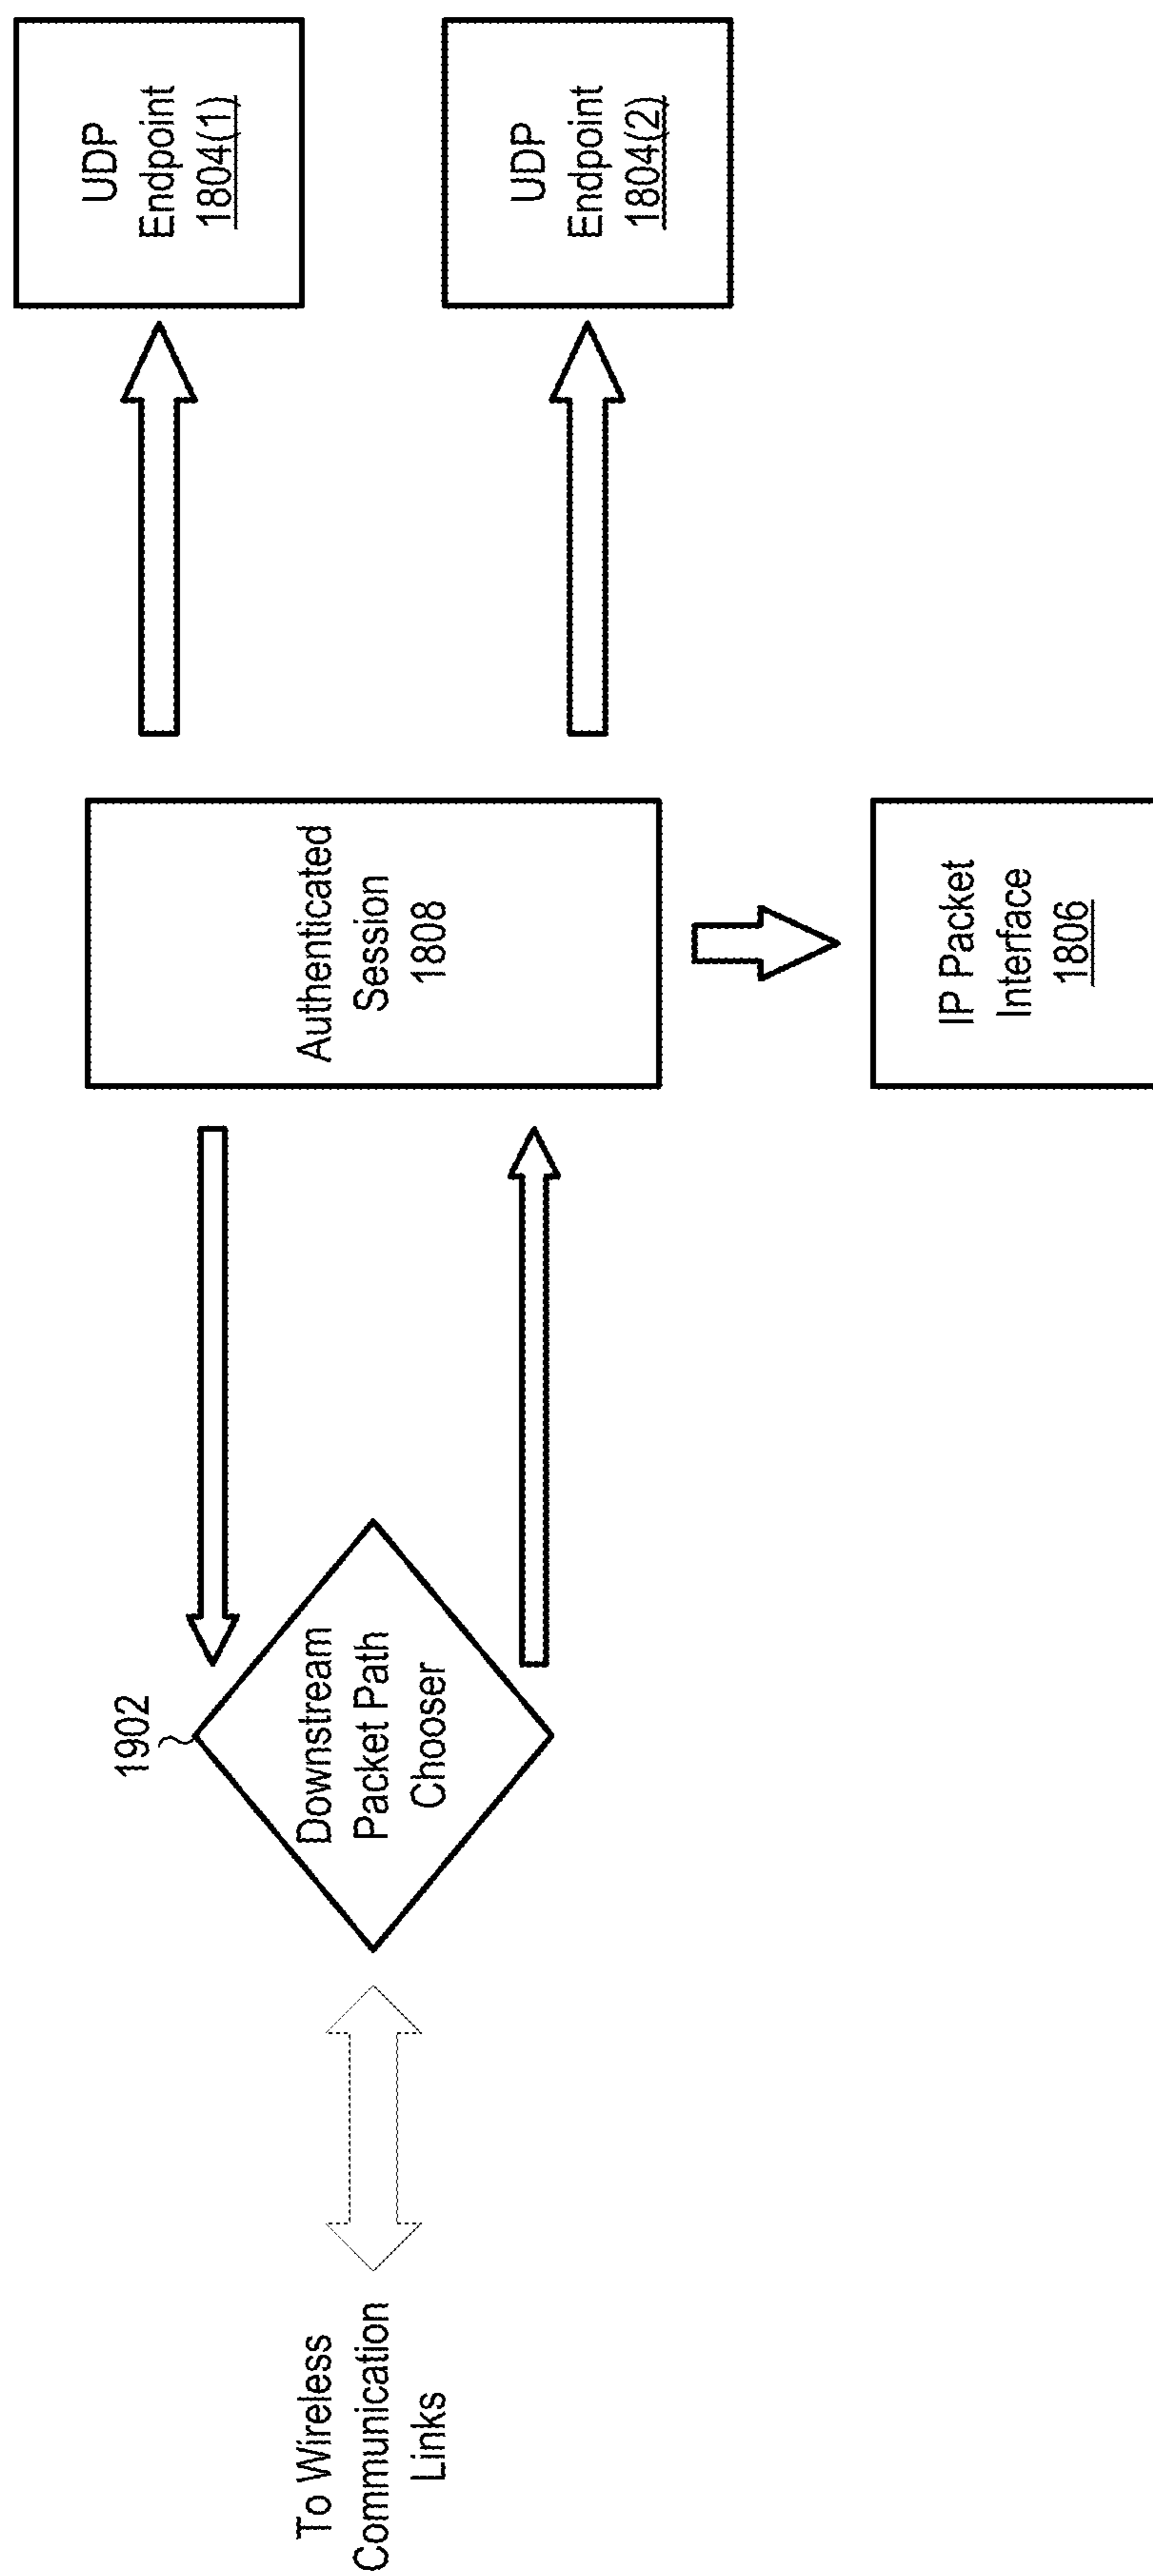 To Wireless
Communication
Links
1902
Downstream
Packet Path
Chooser
Authenticated
Session
1808
UDP
Endpoint
1804(1)
UDP
Endpoint
1804(2)
IP Packet
Interface
1806